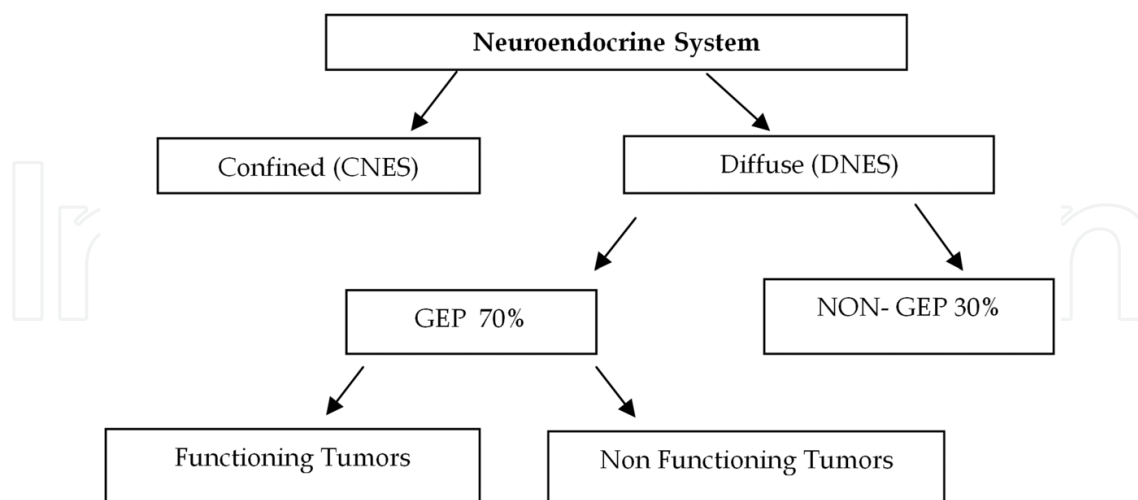 Neuroendocrine System
Confined (CNES)
Diffuse (DNES)
GEP 70%
NON- GEP 30%
Functioning Tumors
Non Functioning Tumors